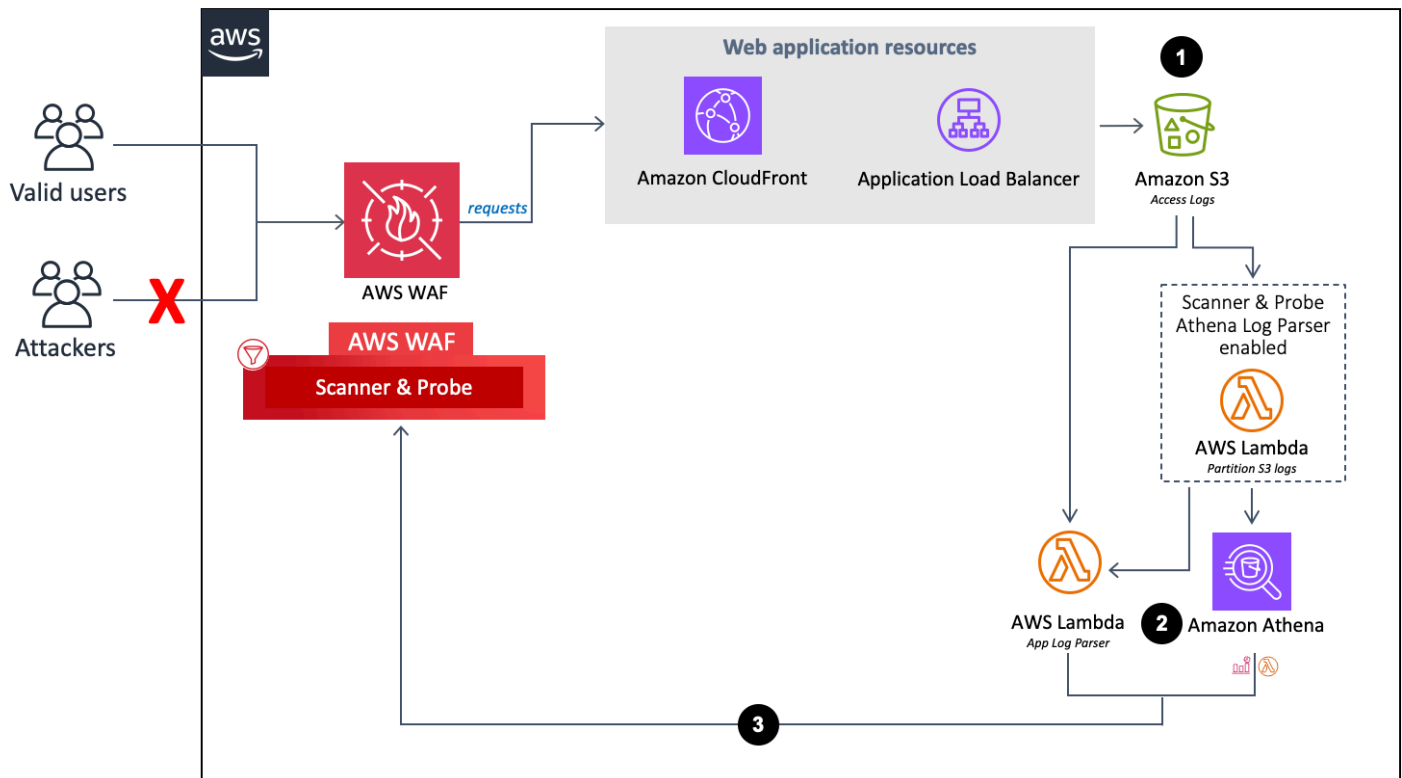 aws
Web application resources
1
Valid users
Amazon CloudFront
Application Load Balancer
Amazon S3
Access Logs
requests
AWS WAF
Attackers
X
Scanner & Probe
Athena Log Parser
enabled
AWS WAF
Scanner & Probe
AWS Lambda
Partition S3 logs
AWS Lambda
App Log Parser
2
Amazon Athena
3